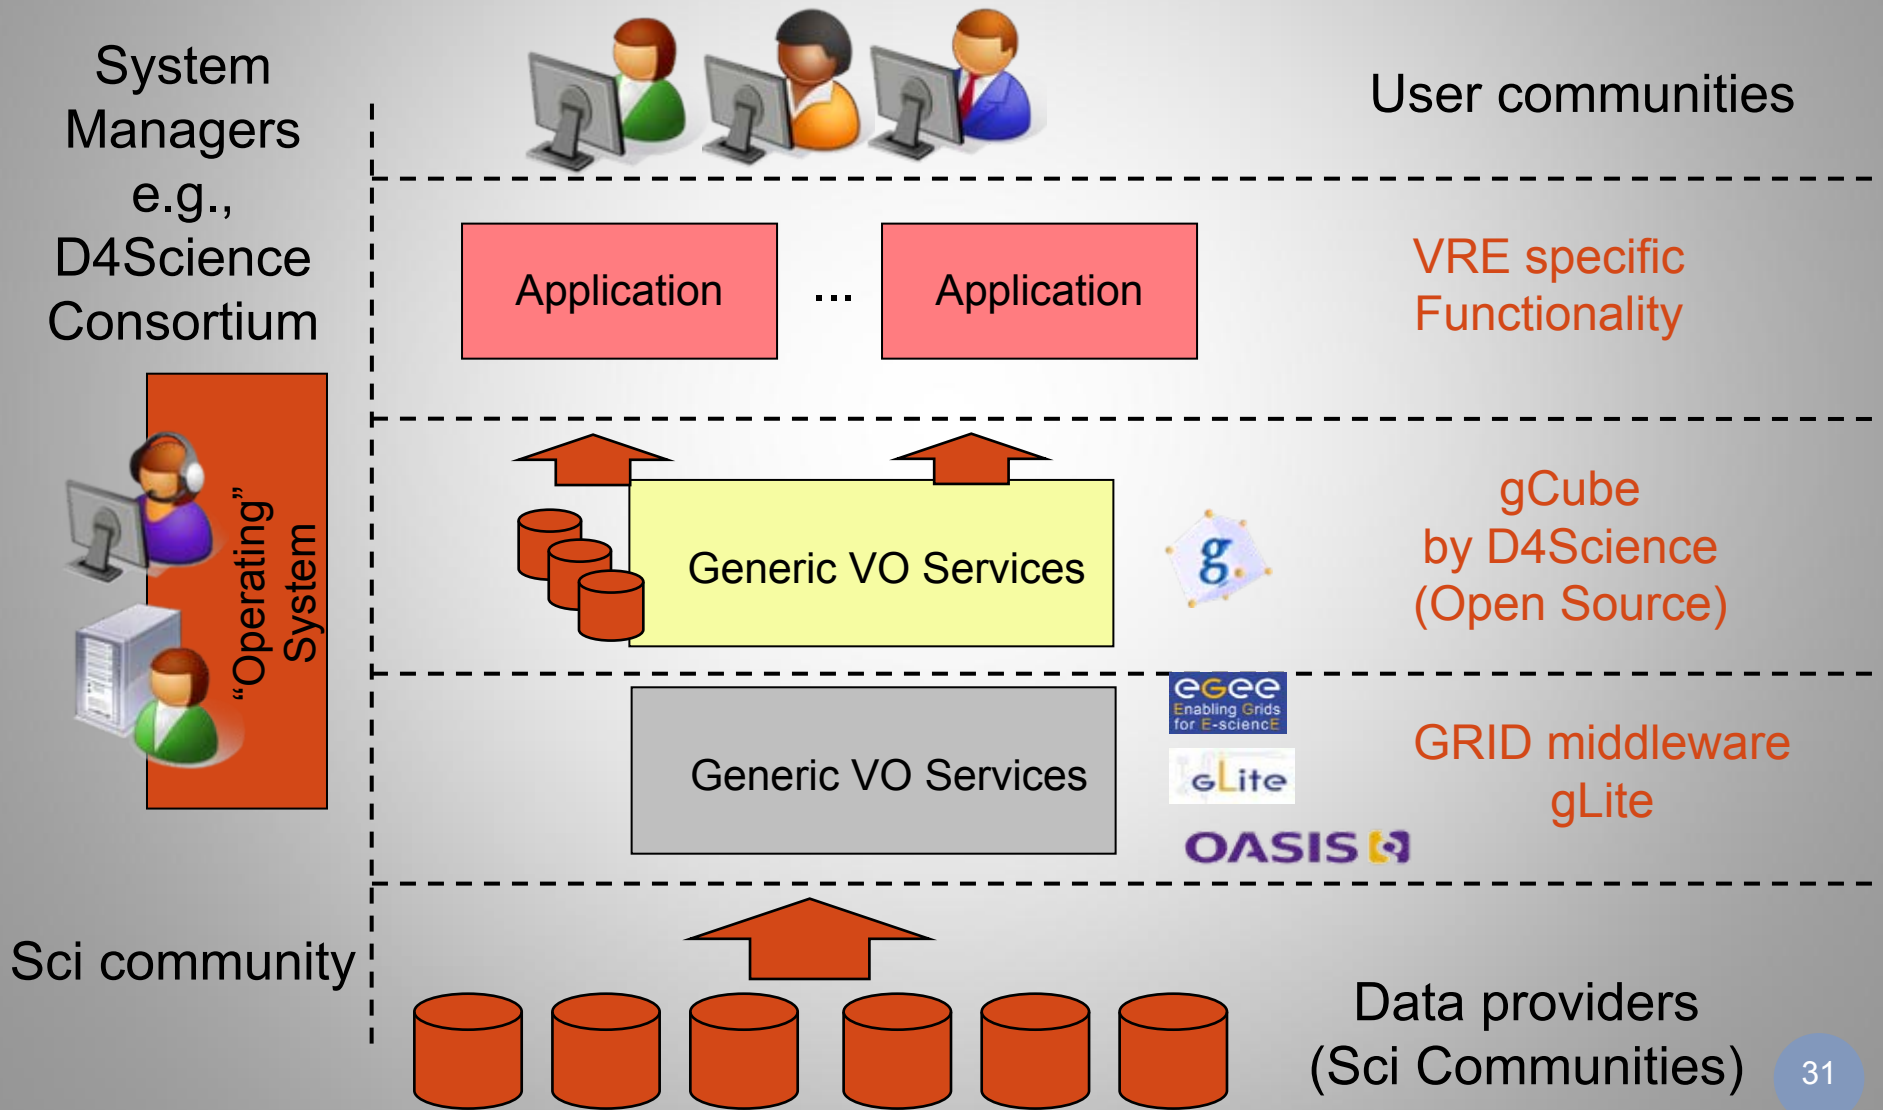 System
Managers
e.g.,
D4Science
Consortium
User communities
Application
...
Application
VRE specific
Functionality
“Operating”
System
Generic VO Services
g
gCube
by D4Science
(Open Source)
Generic VO Services
eGee
Enabling Grids
for E-sciencE
gLite
OASIS
GRID middleware
gLite
Sci community
Data providers
(Sci Communities)
31